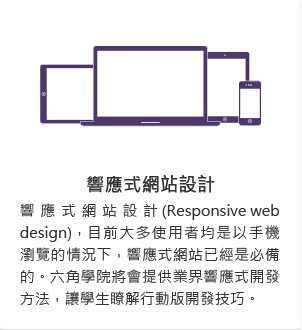 響應式網站設計
響應式網站設計(Responsive web
design)，目前大多使用者均是以手機
瀏覽的情況下，響應式網站已經是必備
的。六角學院將會提供業界響應式開發
方法，讓學生瞭解行動版開發技巧。